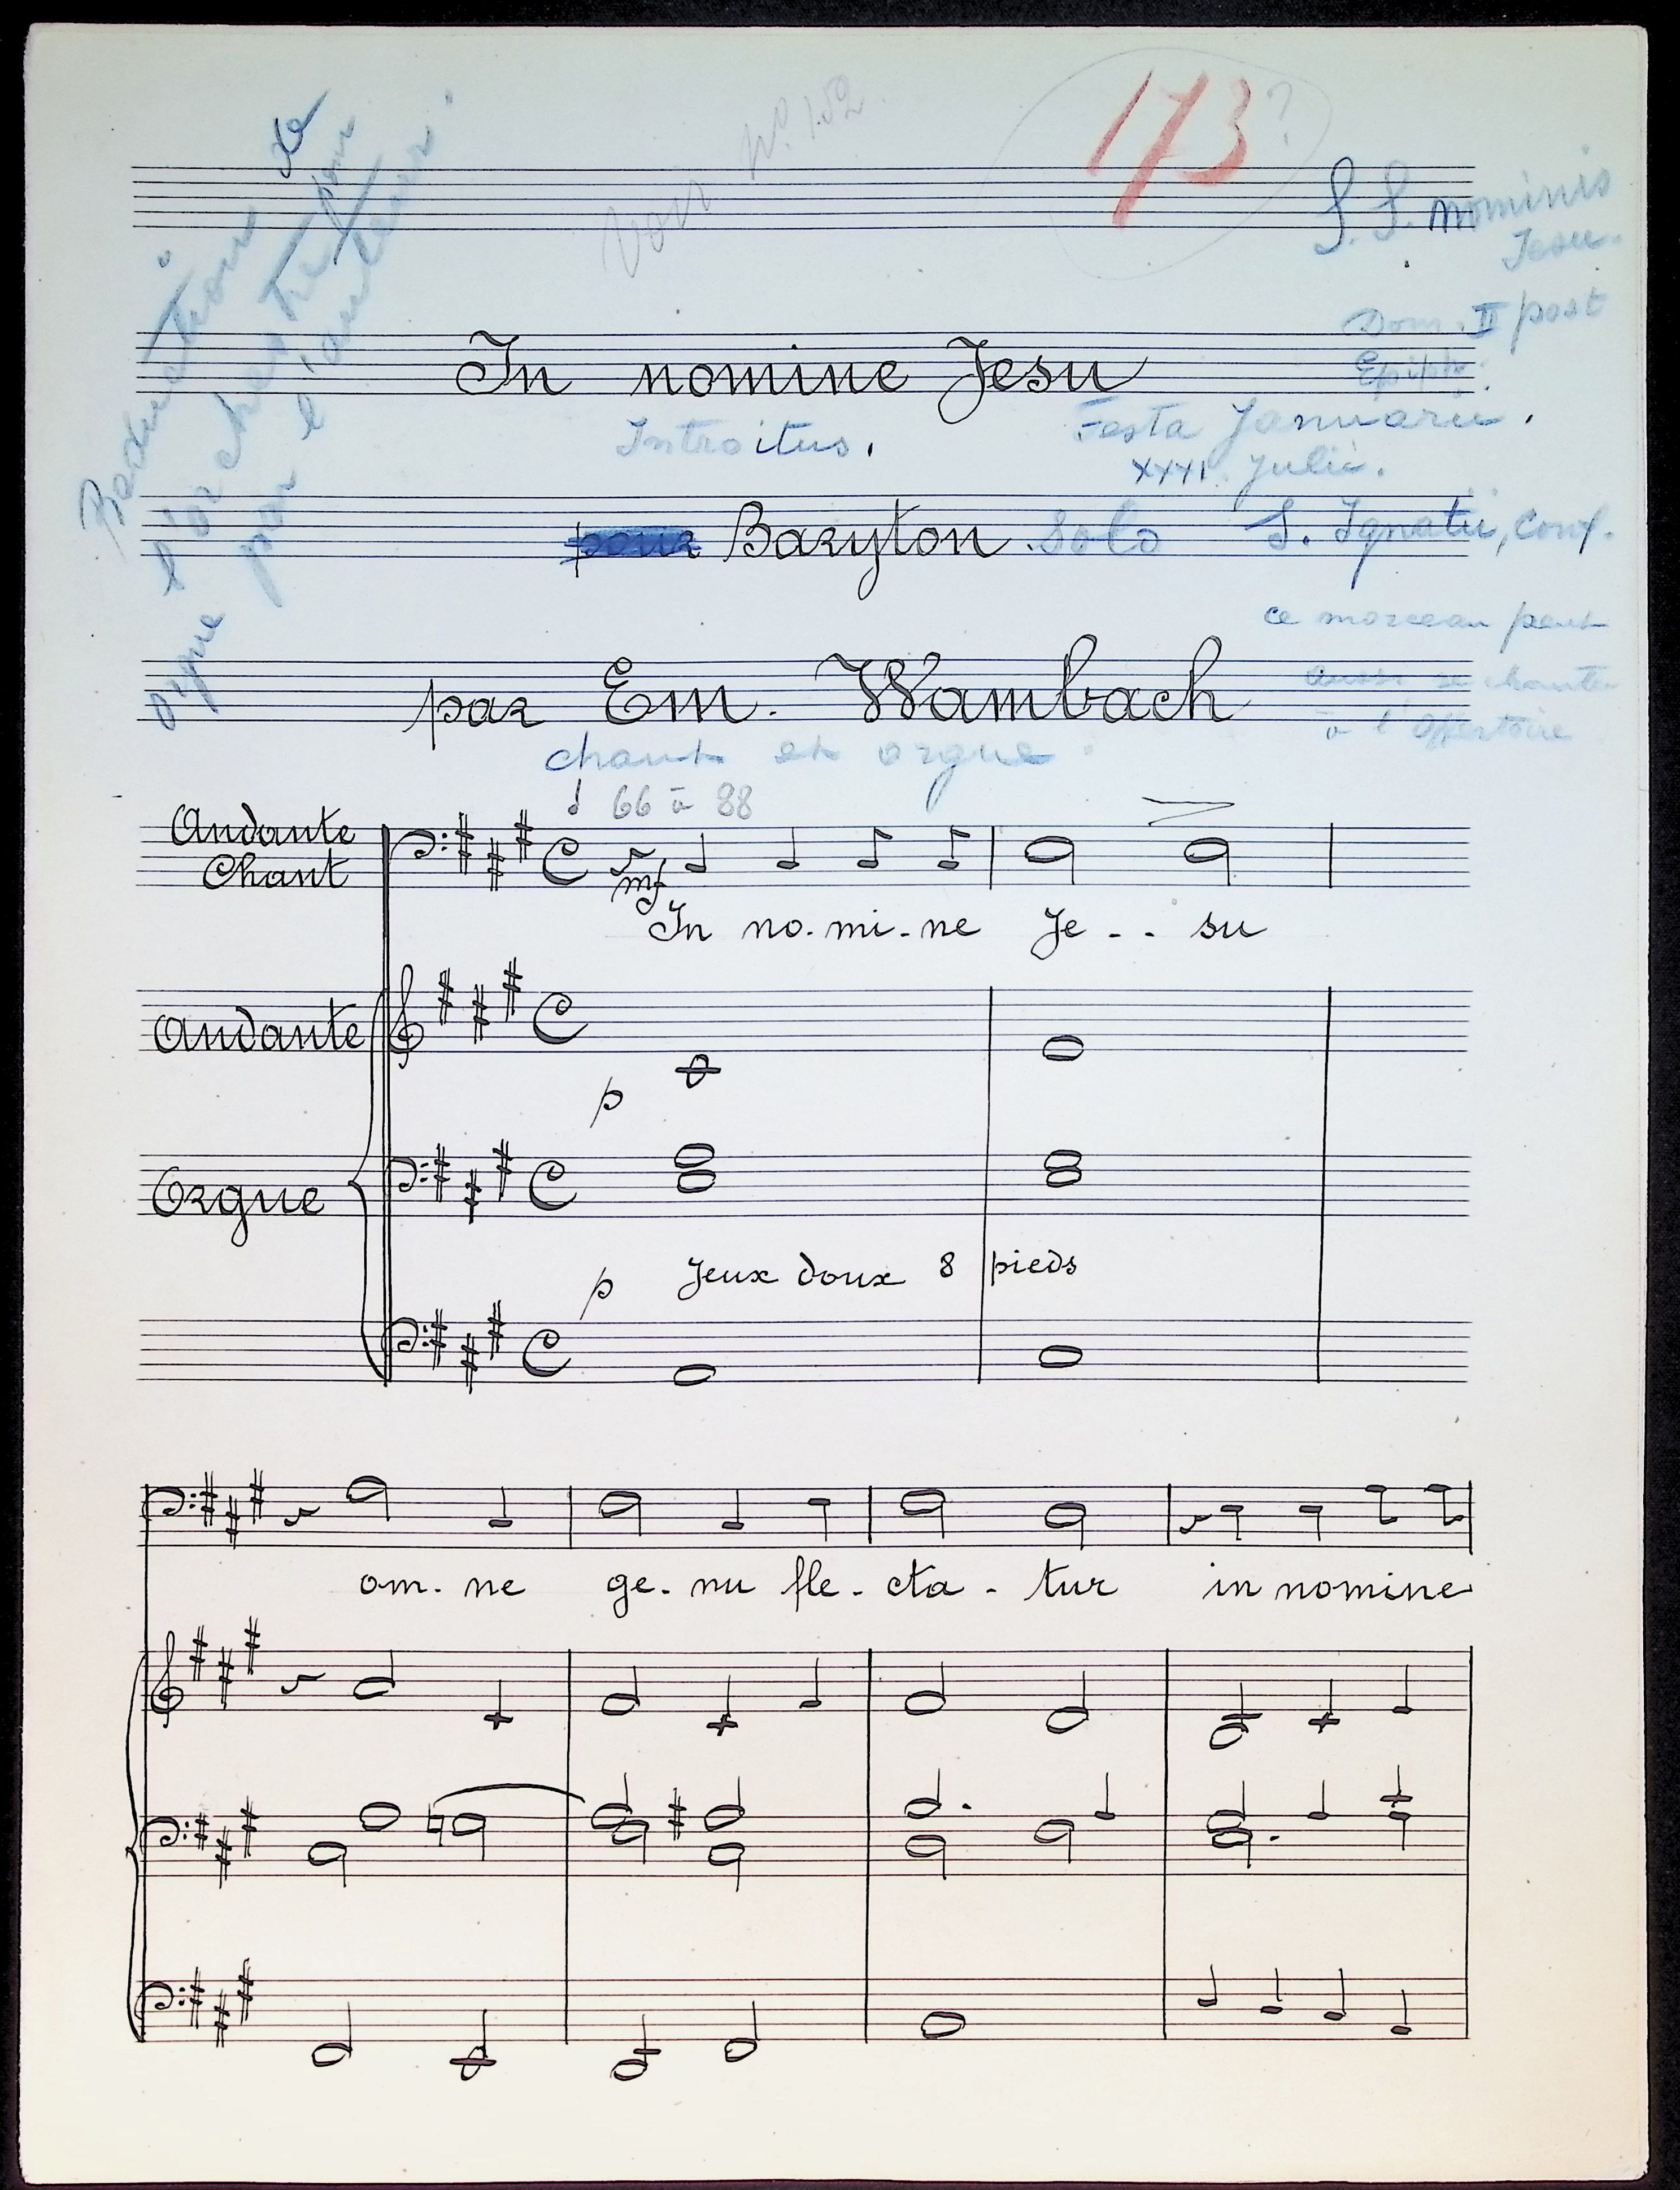 Réduction de
l'orchestre pour
orgue par l'auteur.
voir Nº 152.
173?
S. S. nominis
Jesu.
Dom. II post
Epiph.
In nomine Jesu
Introitus.
Festa Januarii.
XXXI. Julii.
pour Baryton. Solo
S. Ignatii, conf.
ce morceau peut
aussi se chanter
à l'offertoire
par Em. Wambach
chant et orgue.
66 à 88
Andante
Chant
mf
In no-mi-ne Je - - su
Andante
p
Orgue
p Jeux doux 8 pieds
om-ne ge-nu fle-cta-tur in nomine